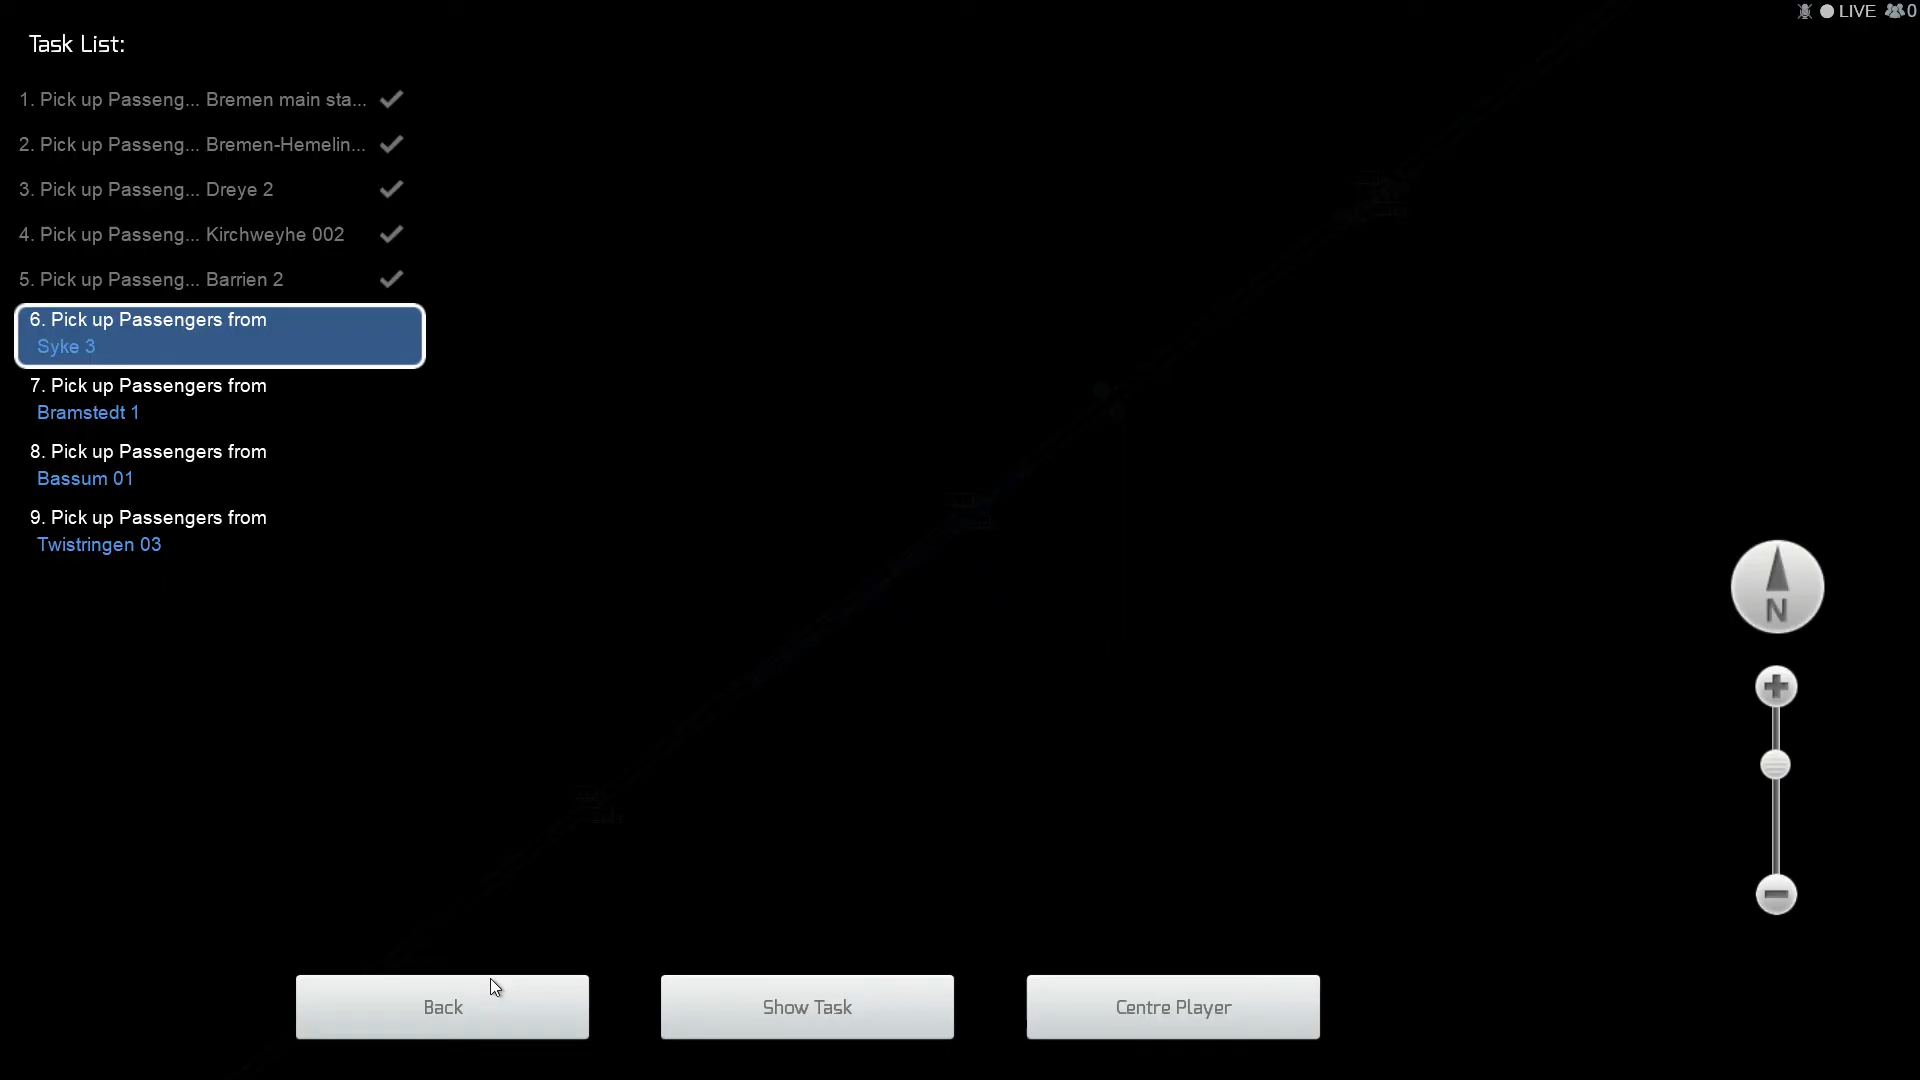 LIVE 0
Task List:
1. Pick up Passeng... Bremen main sta...
2. Pick up Passeng... Bremen-Hemelin...
3. Pick up Passeng... Dreye 2
4. Pick up Passeng... Kirchweyhe 002
5. Pick up Passeng... Barrien 2
6. Pick up Passengers from
Syke 3
7. Pick up Passengers from
Bramstedt 1
8. Pick up Passengers from
Bassum 01
9. Pick up Passengers from
Twistringen 03
N
Back
Show Task
Centre Player